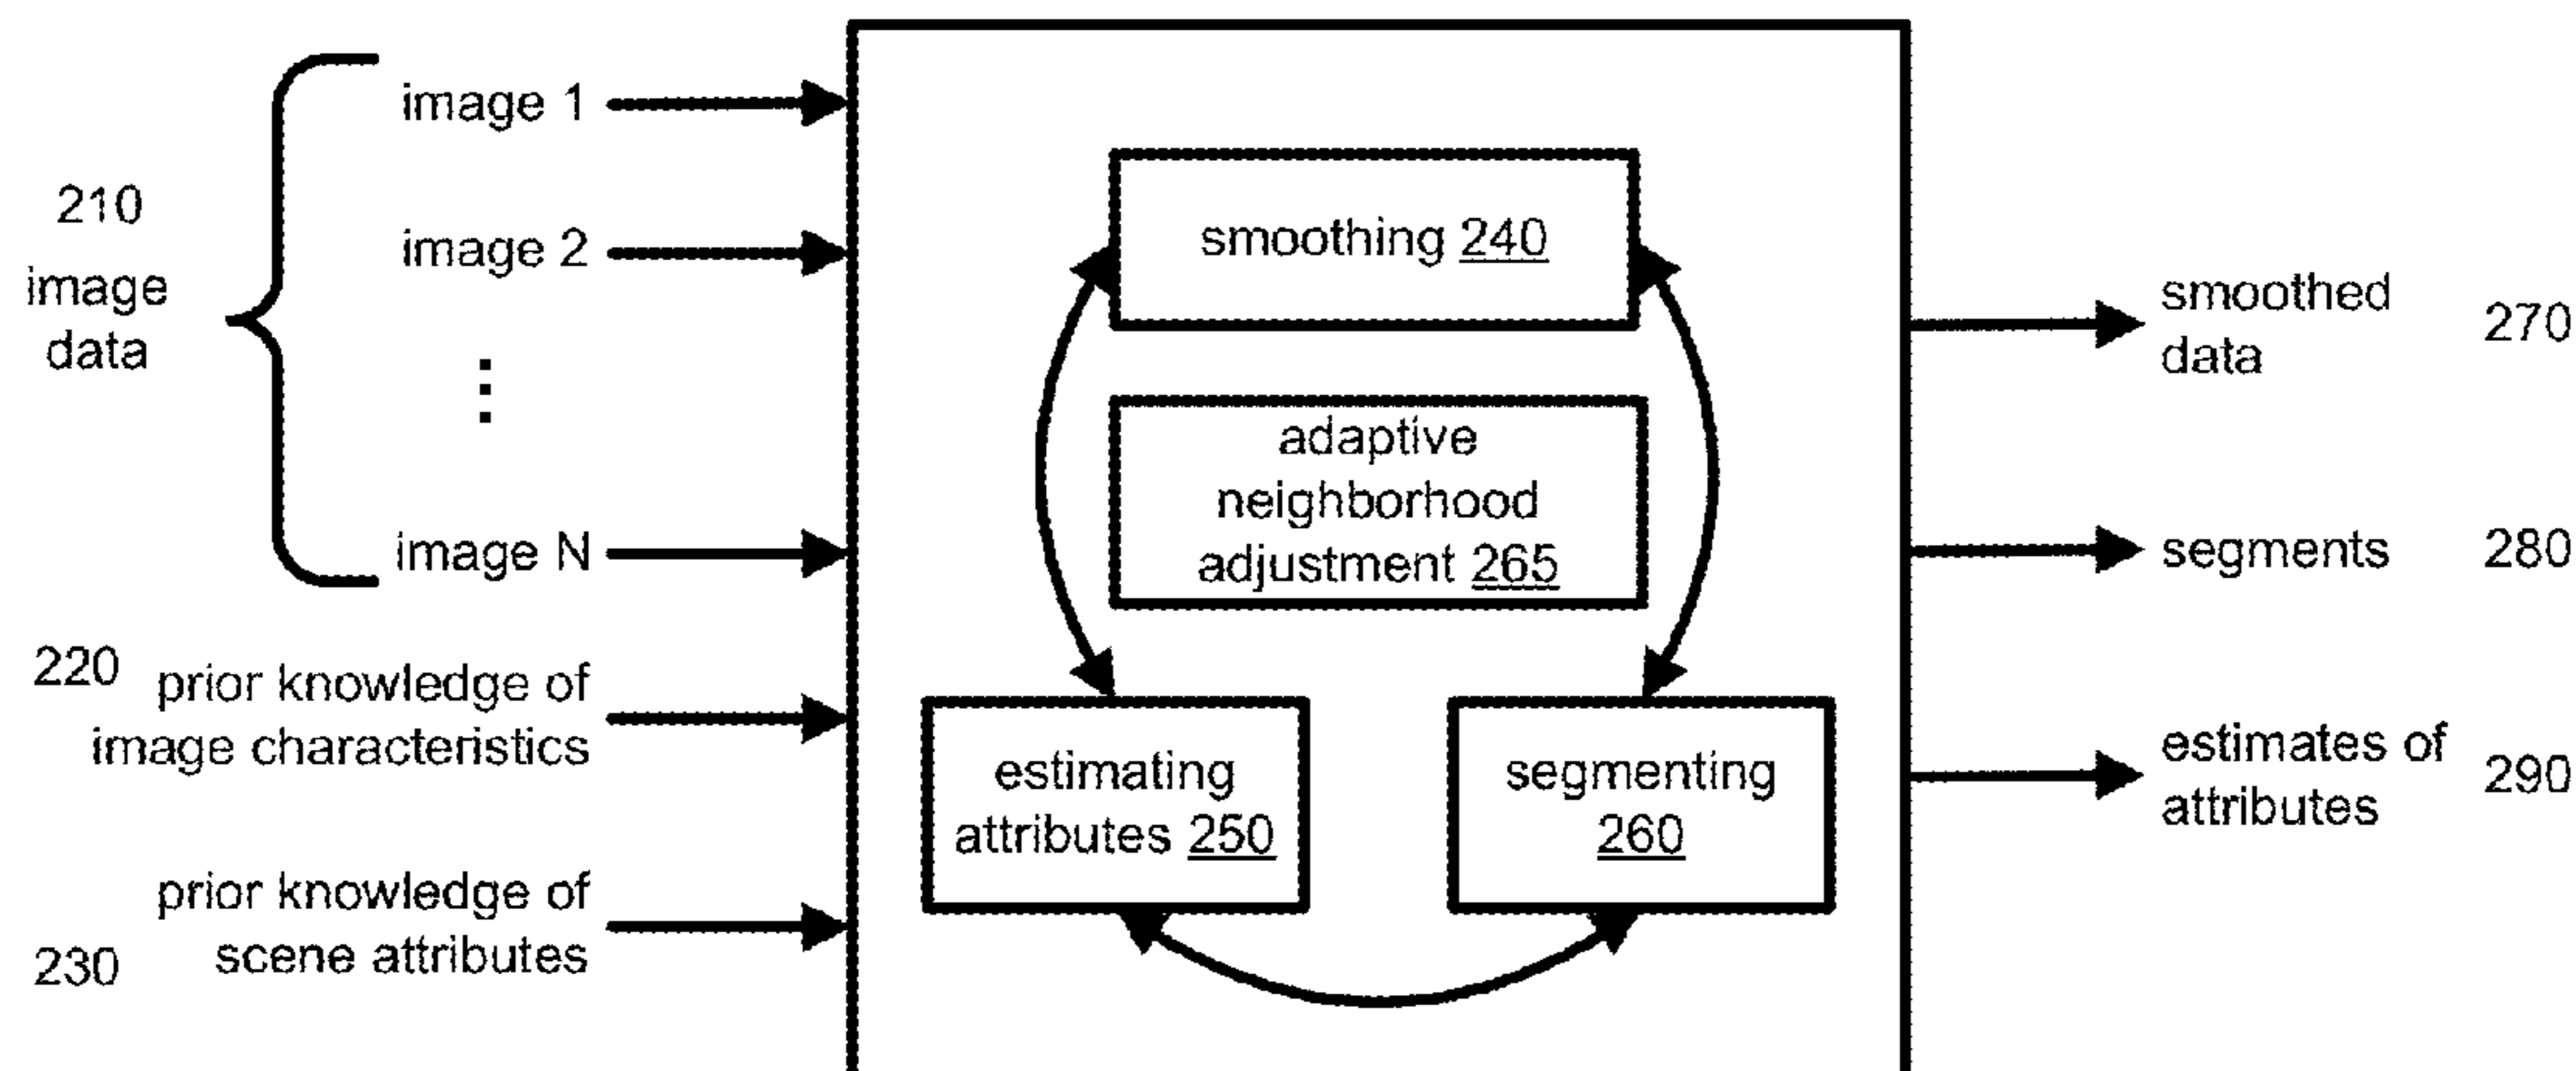 210
image
data
image 1
image 2
image N
220
prior knowledge of
image characteristics
230
prior knowledge of
scene attributes
smoothing 240
adaptive
neighborhood
adjustment 265
estimating
attributes 250
segmenting
260
smoothed
data
270
segments
280
estimates of
attributes
290